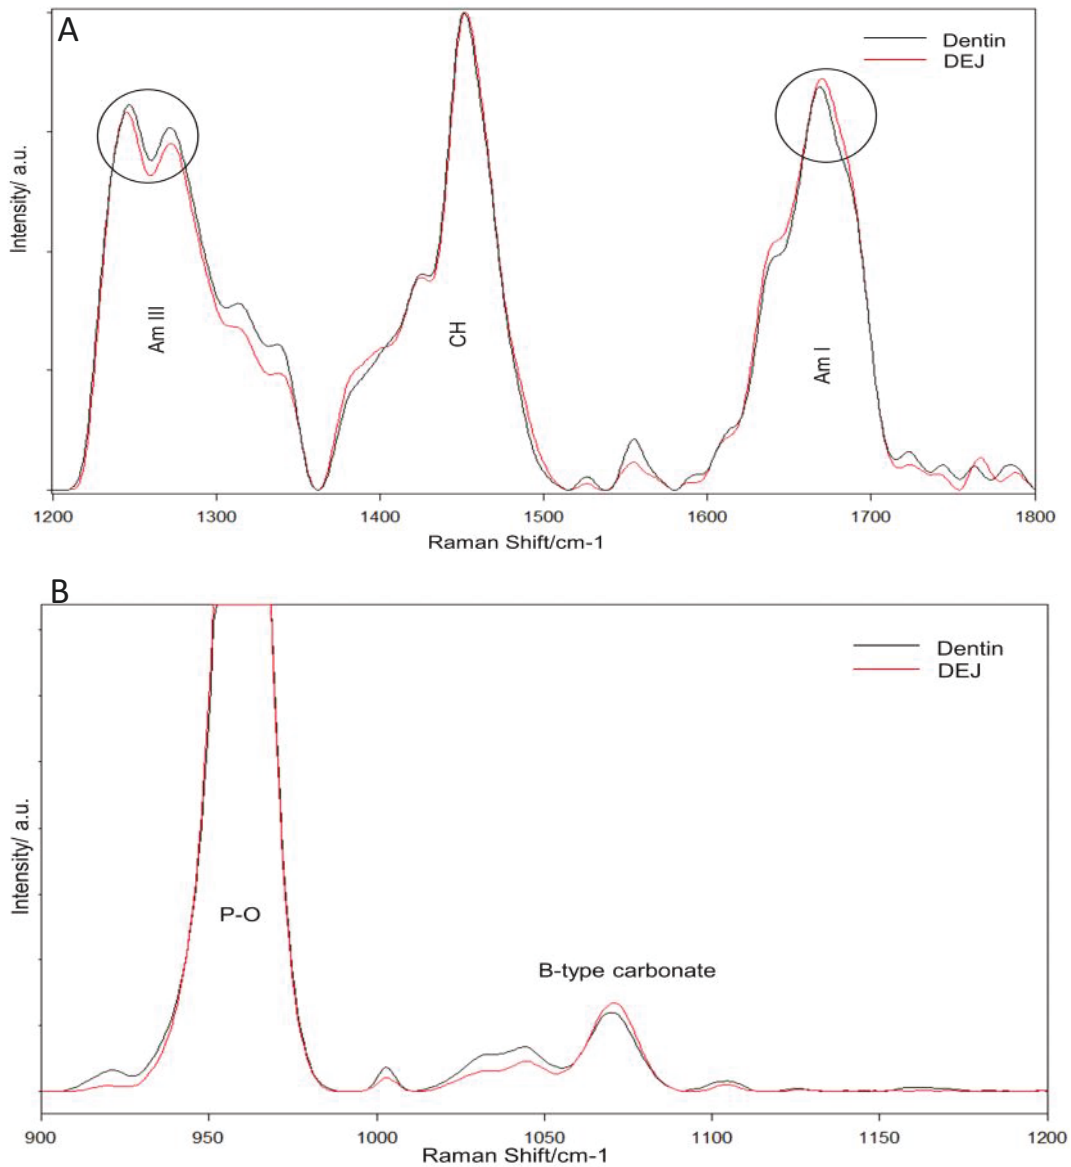 A
Dentin
DEJ
Intensity/ a.u.
Am III
CH
Am I
1200 1300 1400 1500 1600 1700 1800
Raman Shift/cm-1
B
Dentin
DEJ
Intensity/ a.u.
P-O
B-type carbonate
900 950 1000 1050 1100 1150 1200
Raman Shift/cm-1